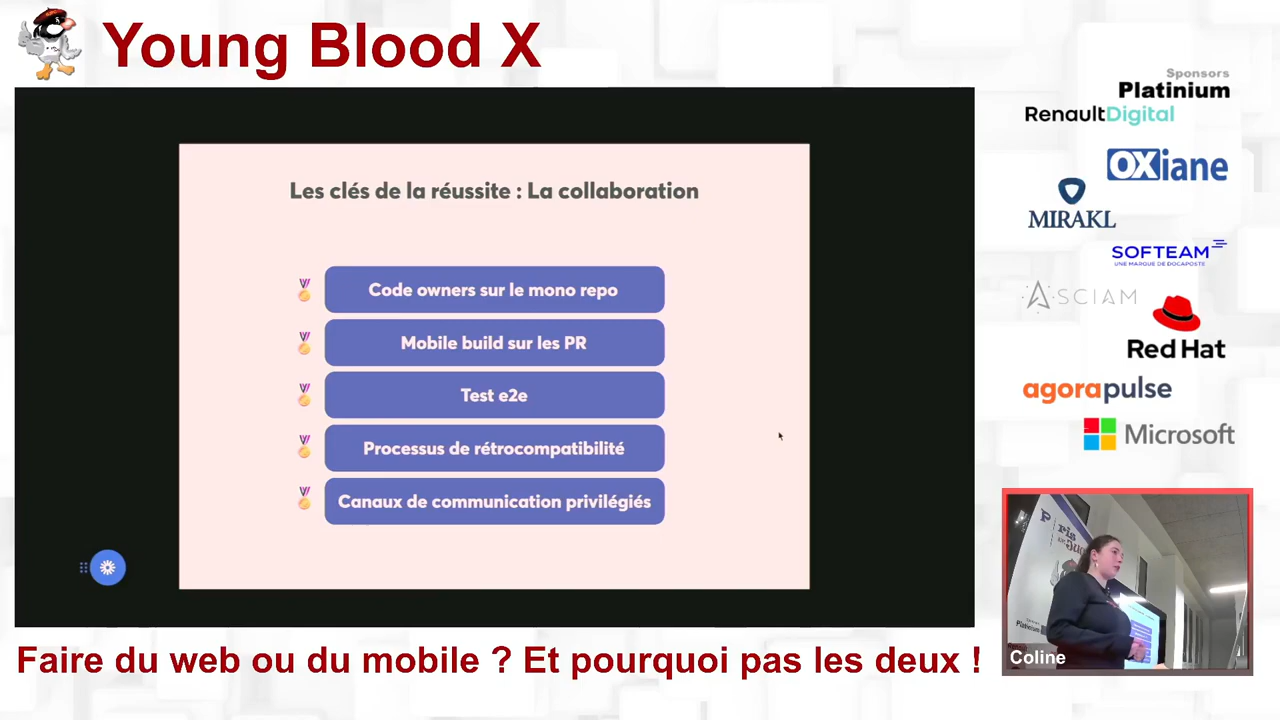 Young Blood X
Les clés de la réussite : La collaboration
Code owners sur le mono repo
Mobile build sur les PR
Test e2e
Processus de rétrocompatibilité
Canaux de communication privilégiés
Sponsors
Platinium
RenaultDigital
OXiane
MIRAKL
SOFTEAM
UNE MARQUE DE DOCAPOSTE
ASCIAM
Red Hat
agorapulse
Microsoft
Platinium
Coline
Faire du web ou du mobile ? Et pourquoi pas les deux !